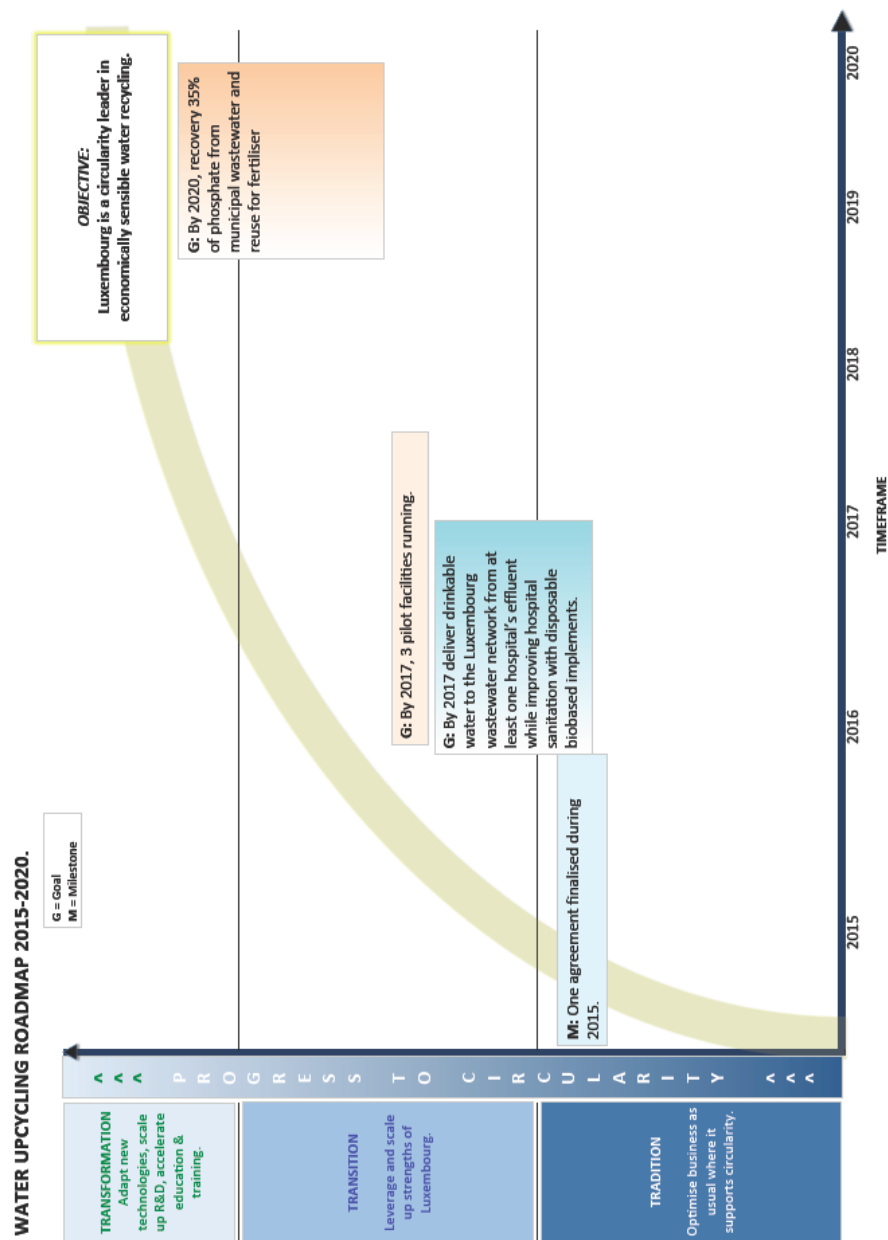 WATER UPCYCLING ROADMAP 2015-2020.
G = Goal
M = Milestone
OBJECTIVE:
Luxembourg is a circularity leader in
economically sensible water recycling.
G: By 2020, recovery 35%
of phosphate from
municipal wastewater and
reuse for fertiliser
G: By 2017, 3 pilot facilities running.
G: By 2017 deliver drinkable
water to the Luxembourg
wastewater network from at
least one hospital's effluent
while improving hospital
sanitation with disposable
biobased implements.
M: One agreement finalised during
2015.
TRANSFORMATION
Adapt new
technologies, scale
up R&D, accelerate
education &
training.
TRANSITION
Leverage and scale
up strengths of
Luxembourg.
TRADITION
Optimise business as
usual where it
supports circularity.
> > > PROGRESS TO CIRCULARITY > > >
2015 2016 2017 2018 2019 2020
TIMEFRAME